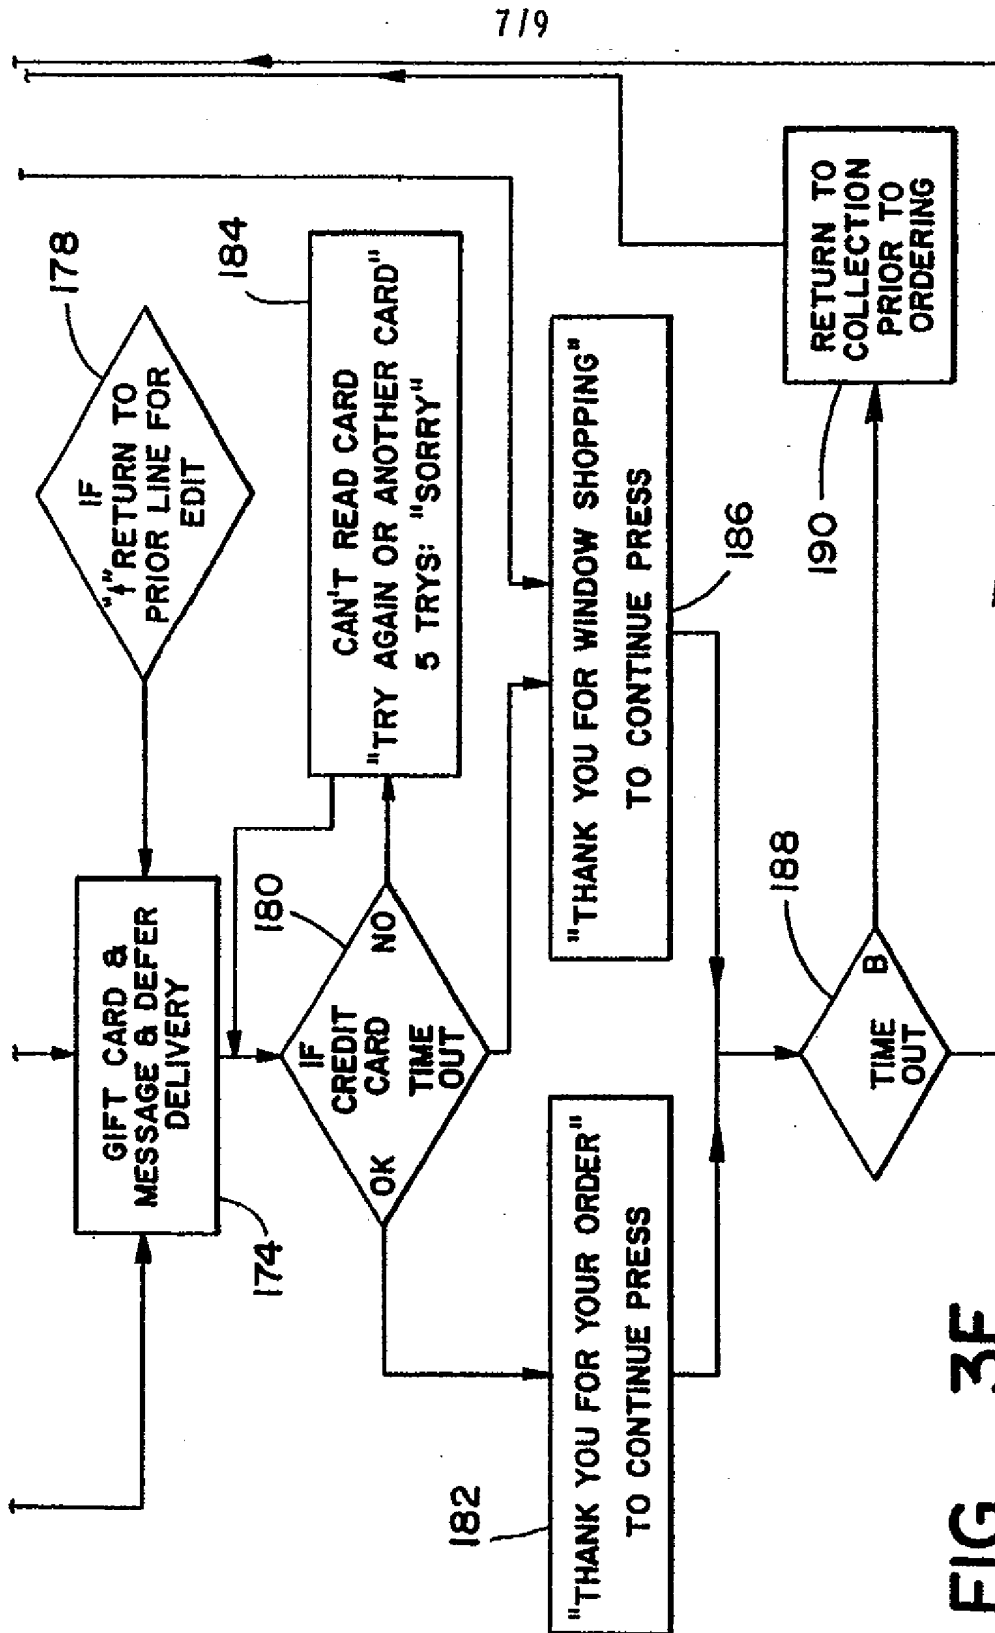 7/9
IF
"↑" RETURN TO
PRIOR LINE FOR
EDIT
178
GIFT CARD &
MESSAGE & DEFER
DELIVERY
174
CAN'T READ CARD
"TRY AGAIN OR ANOTHER CARD"
5 TRYS: "SORRY"
184
IF
CREDIT
CARD
TIME
OUT
OK
NO
180
"THANK YOU FOR YOUR ORDER"
TO CONTINUE PRESS
182
"THANK YOU FOR WINDOW SHOPPING"
TO CONTINUE PRESS
186
TIME
OUT
B
188
RETURN TO
COLLECTION
PRIOR TO
ORDERING
190
FIG 3F